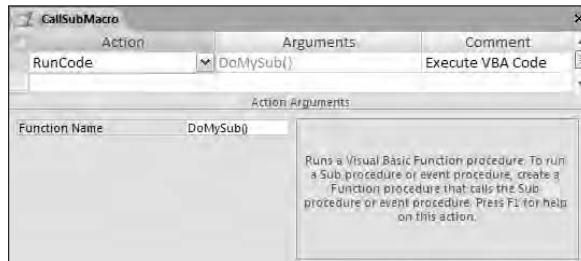 CallSubMacro
Action Arguments Comment
RunCode DoMySub() Execute VBA Code
Action Arguments
Function Name DoMySub()
Runs a Visual Basic Function procedure. To run
a Sub procedure or event procedure, create a
Function procedure that calls the Sub
procedure or event procedure. Press F1 for help
on this action.